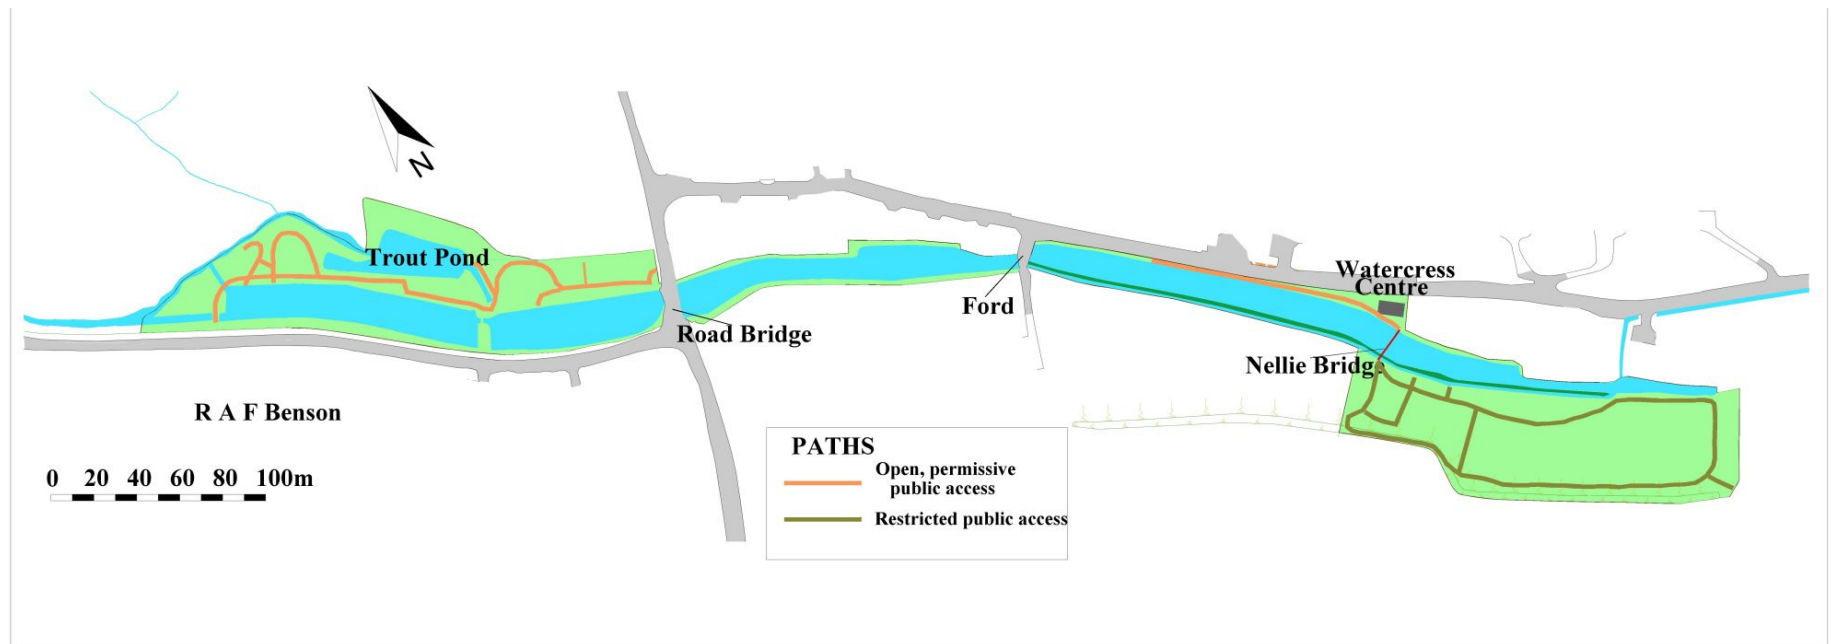 N
Trout Pond
Watercress
Centre
Ford
Road Bridge
Nellie Bridge
R A F Benson
0 20 40 60 80 100m
PATHS
Open, permissive
public access
Restricted public access